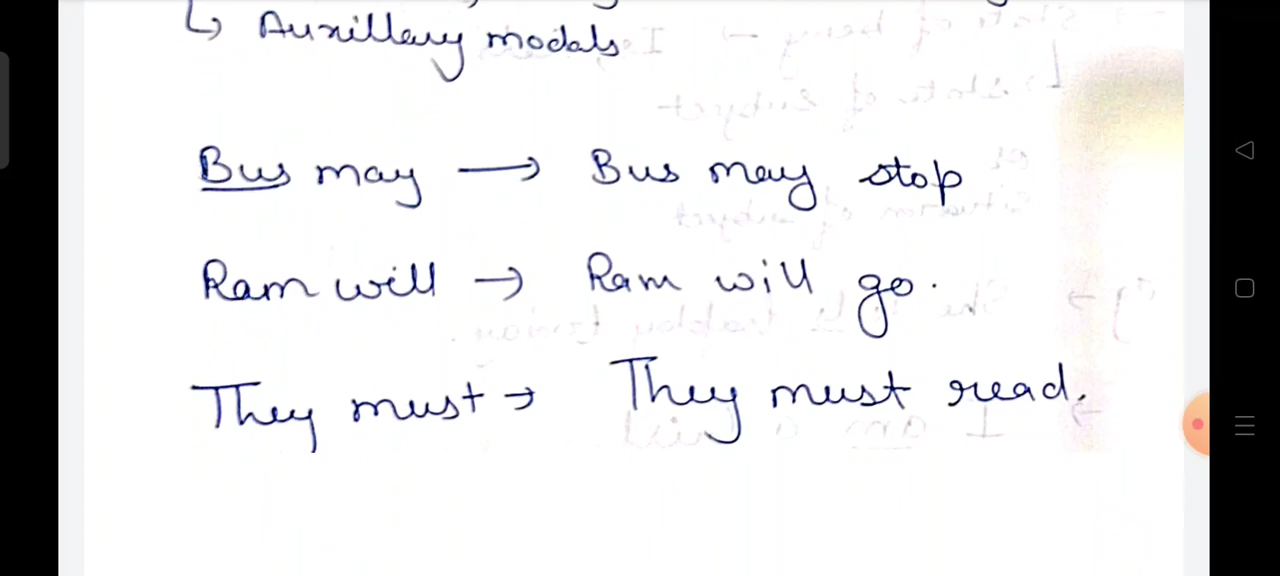 ↳ Auxillary modals
Bus may → Bus may stop
Ram will → Ram will go.
They must → They must read.